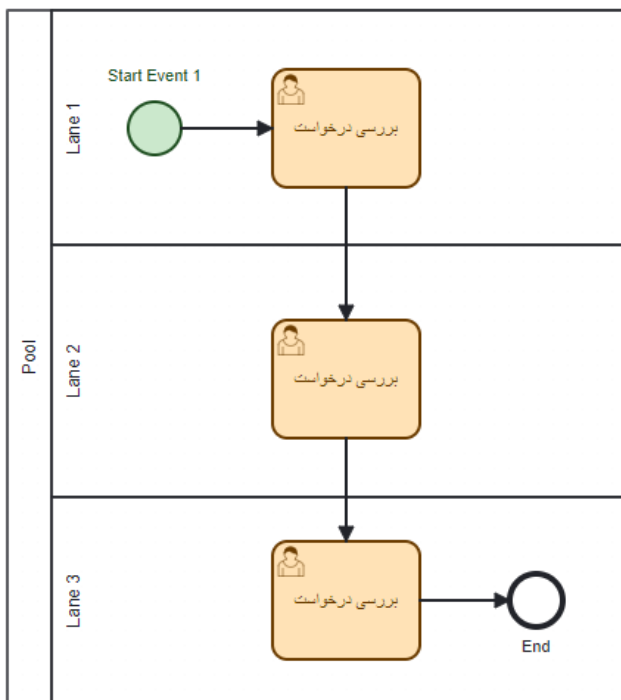 Start Event 1
Lane 1
بررسی درخواست
Pool
Lane 2
بررسی درخواست
Lane 3
بررسی درخواست
End